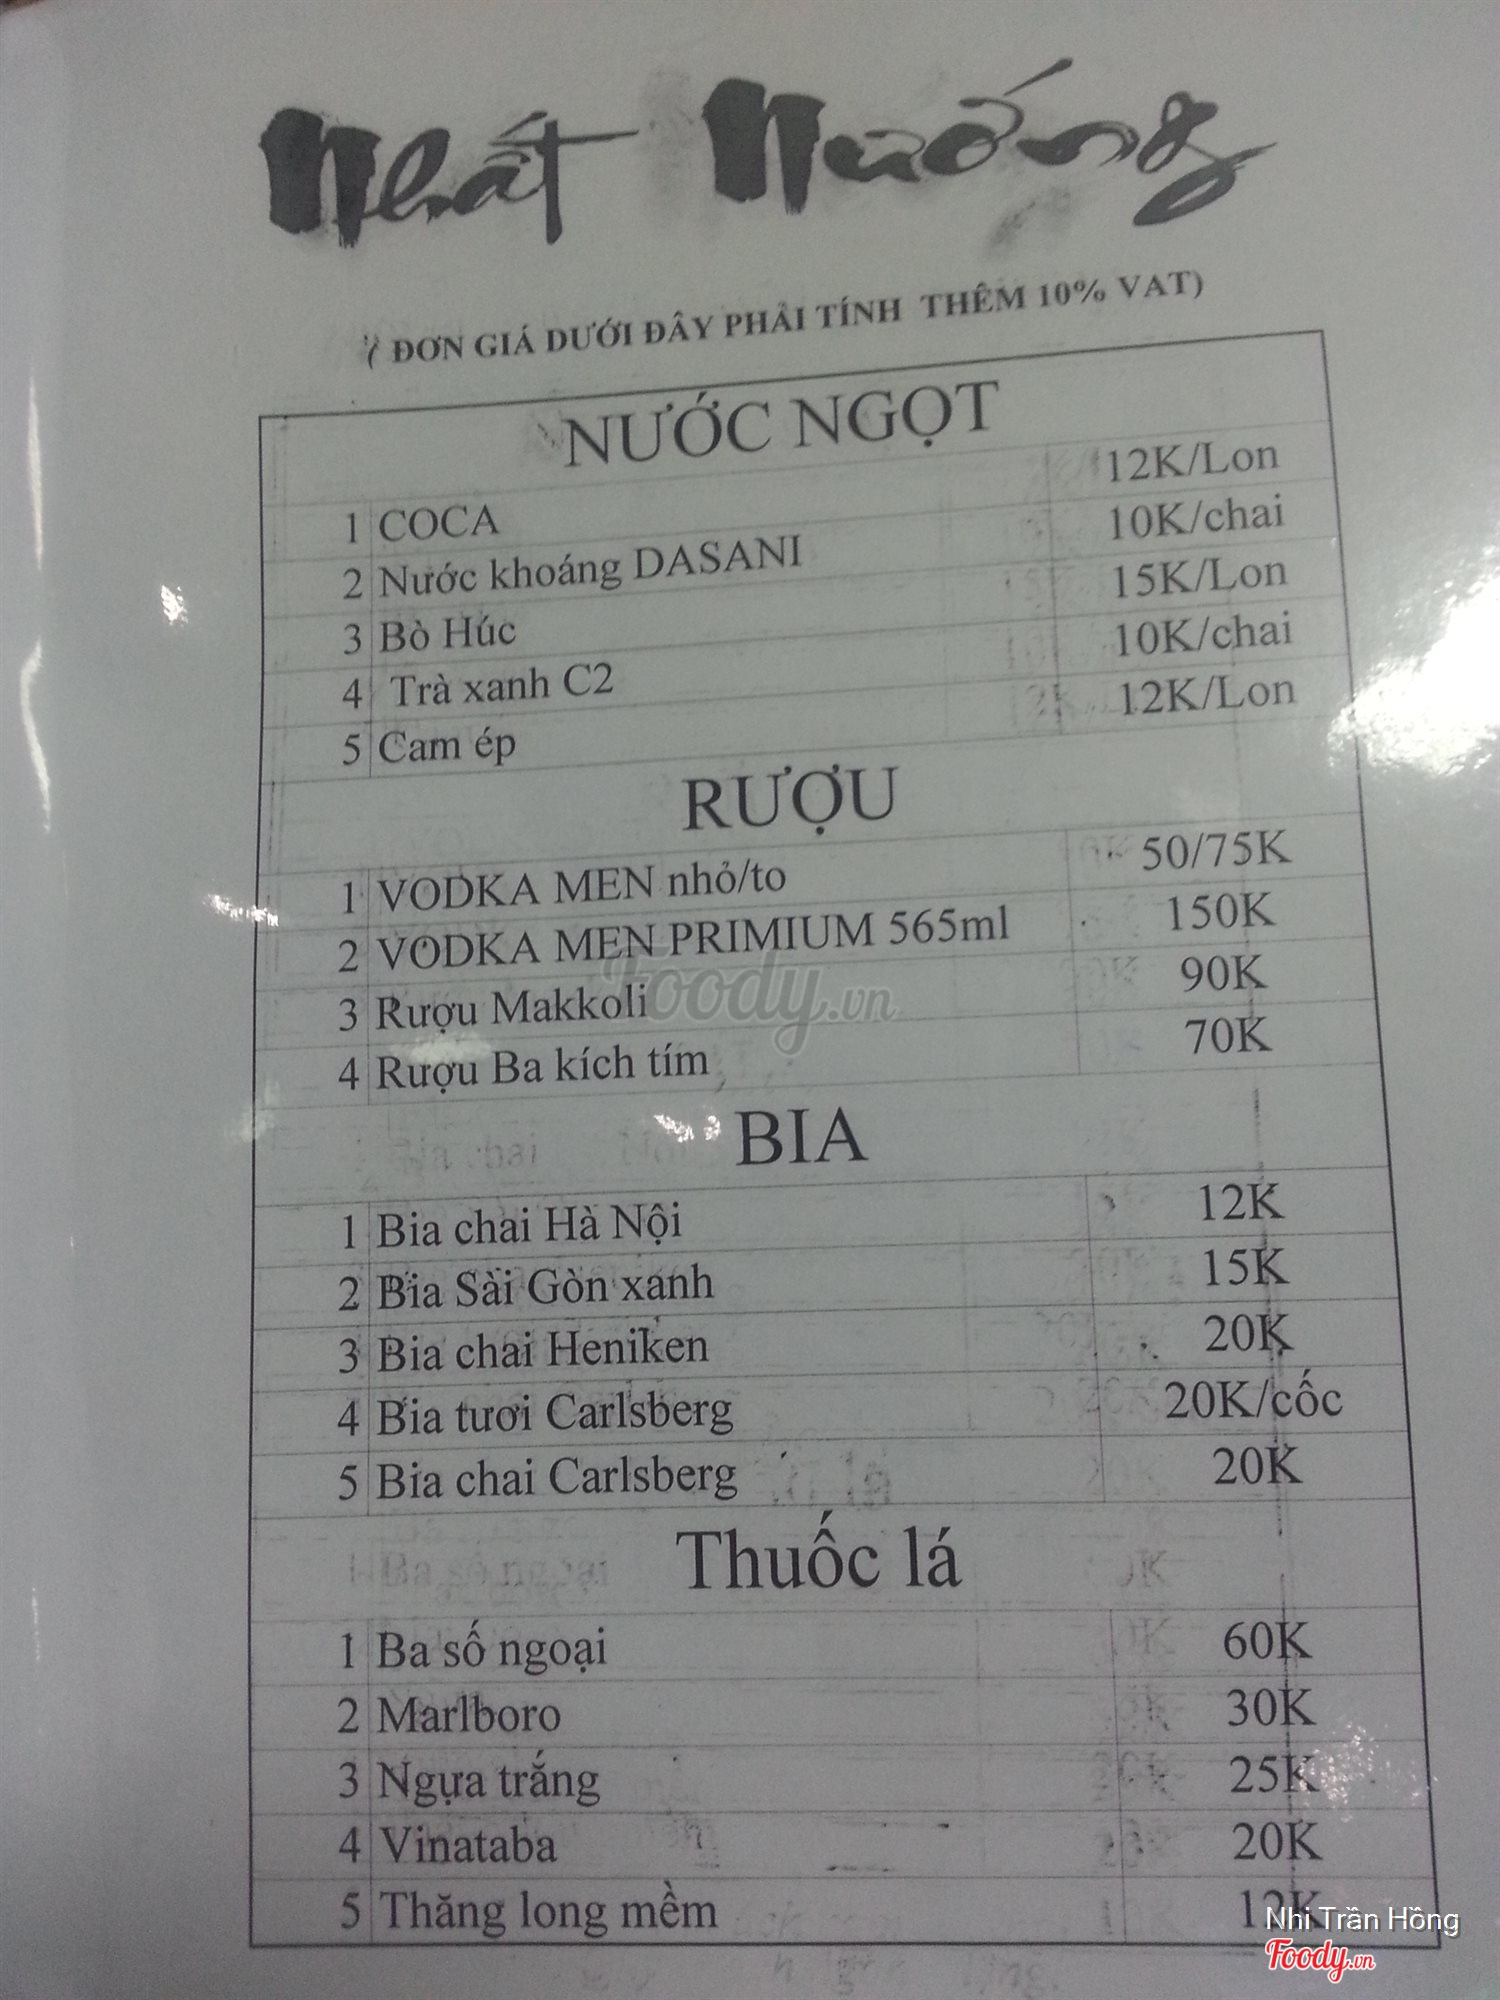 Nhất Nướng
( ĐƠN GIÁ DƯỚI ĐÂY PHẢI TÍNH THÊM 10% VAT)
NƯỚC NGỌT
1 COCA 12K/Lon
2 Nước khoáng DASANI 10K/chai
3 Bò Húc 15K/Lon
4 Trà xanh C2 10K/chai
5 Cam ép 12K/Lon
RƯỢU
1 VODKA MEN nhỏ/to 50/75K
2 VODKA MEN PRIMIUM 565ml 150K
3 Rượu Makkoli 90K
4 Rượu Ba kích tím 70K
Foody.vn
BIA
1 Bia chai Hà Nội 12K
2 Bia Sài Gòn xanh 15K
3 Bia chai Heniken 20K
4 Bia tươi Carlsberg 20K/cốc
5 Bia chai Carlsberg 20K
Thuốc lá
1 Ba số ngoại 60K
2 Marlboro 30K
3 Ngựa trắng 25K
4 Vinataba 20K
5 Thăng long mềm 12K
Nhi Trần Hồng
Foody.vn